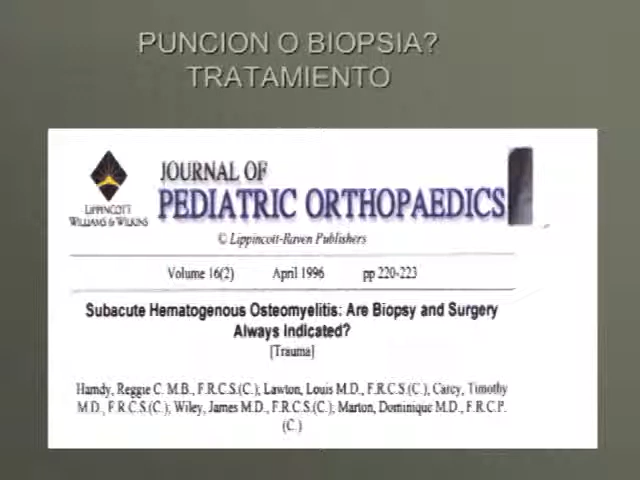 PUNCION O BIOPSIA?
TRATAMIENTO
LIPPINCOTT
WILLIAMS & WILKINS
JOURNAL OF
PEDIATRIC ORTHOPAEDICS
© Lippincott-Raven Publishers
Volume 16(2) April 1996 pp 220-223
Subacute Hematogenous Osteomyelitis: Are Biopsy and Surgery
Always Indicated?
[Trauma]
Hamdy, Reggie C. M.B., F.R.C.S.(C.); Lawton, Louis M.D., F.R.C.S.(C.), Carey, Timothy
M.D., F.R.C.S.(C.); Wiley, James M.D., F.R.C.S.(C.); Marton, Dominique M.D., F.R.C.P.
(C.)